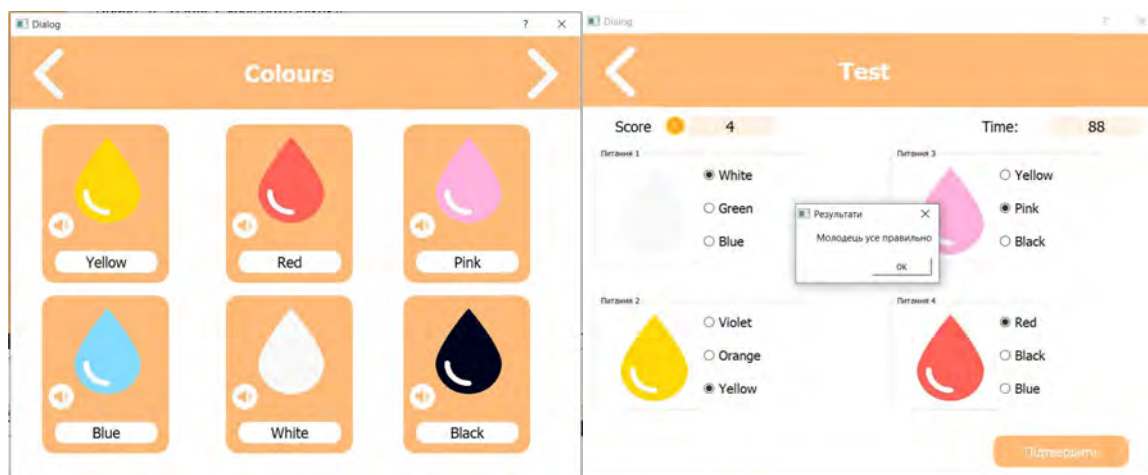 Dialog
Colours
Yellow
Red
Pink
Blue
White
Black
Dialog
Test
Score 4
Time: 88
Питання 1
White
Green
Blue
Питання 3
Yellow
Pink
Black
Результати
Молодець усе правильно
OK
Питання 2
Violet
Orange
Yellow
Питання 4
Red
Black
Blue
Підтвердити